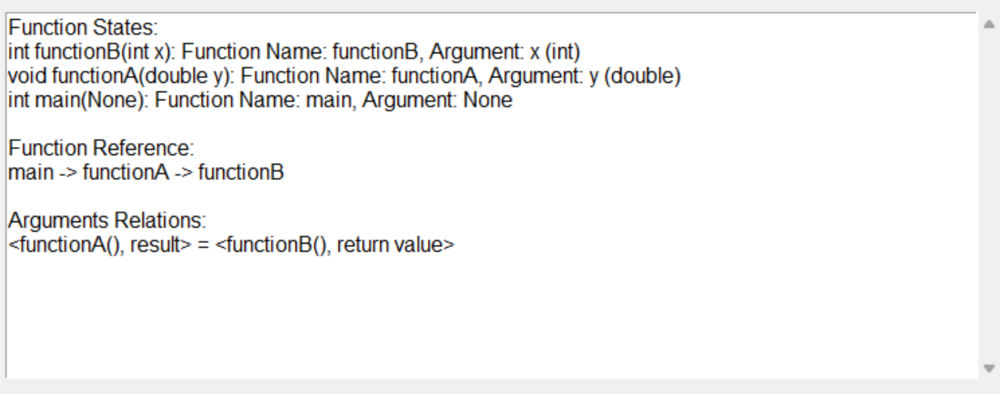 Function States:
int functionB(int x): Function Name: functionB, Argument: x (int)
void functionA(double y): Function Name: functionA, Argument: y (double)
int main(None): Function Name: main, Argument: None
Function Reference:
main -> functionA -> functionB
Arguments Relations:
<functionA(), result> = <functionB(), return value>